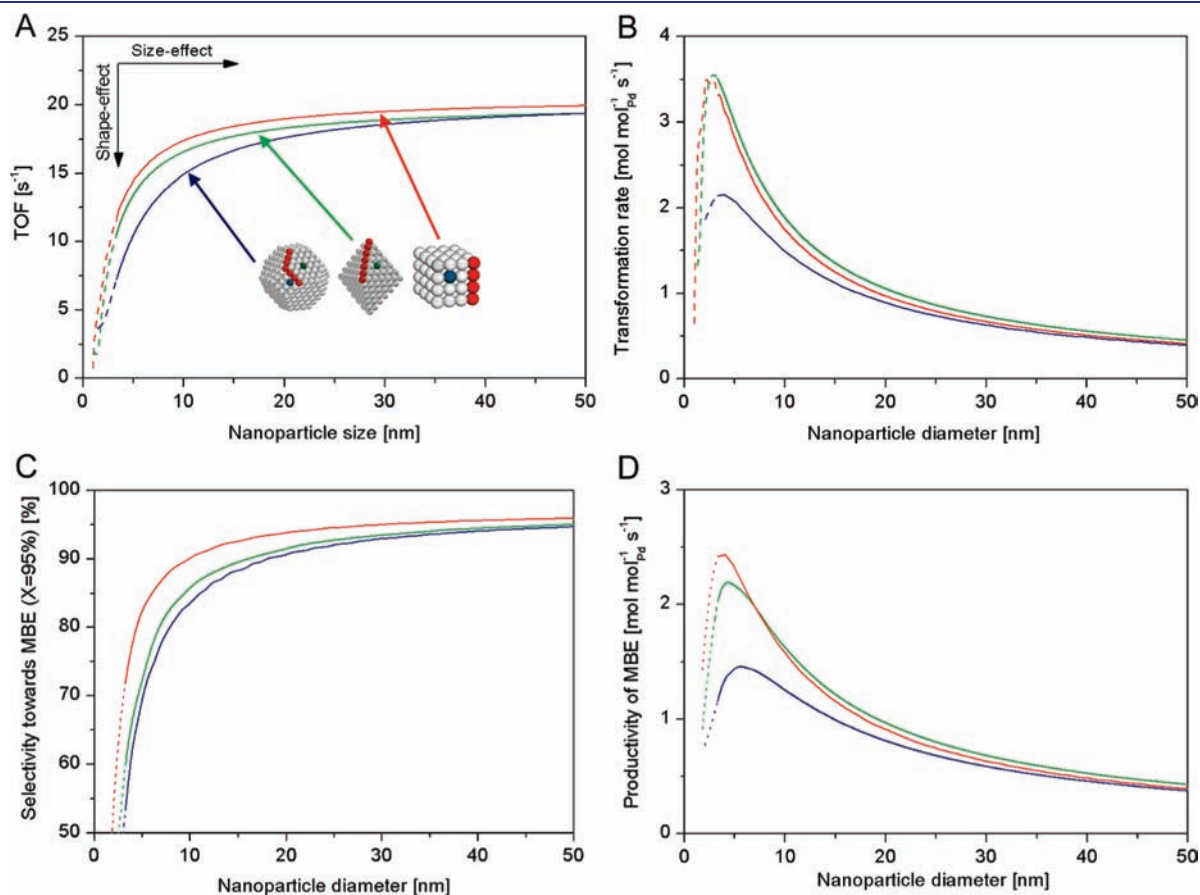 A
25
20
15
10
5
0
TOF [s-1]
Size-effect
Shape-effect
0 10 20 30 40 50
Nanoparticle size [nm]
B
4
3
2
1
0
Transformation rate [mol mol-1Pd s-1]
0 10 20 30 40 50
Nanoparticle diameter [nm]
C
100
90
80
70
60
50
Selectivity towards MBE (X=95%) [%]
0 10 20 30 40 50
Nanoparticle diameter [nm]
D
3
2
1
0
Productivity of MBE [mol mol-1Pd s-1]
0 10 20 30 40 50
Nanoparticle diameter [nm]